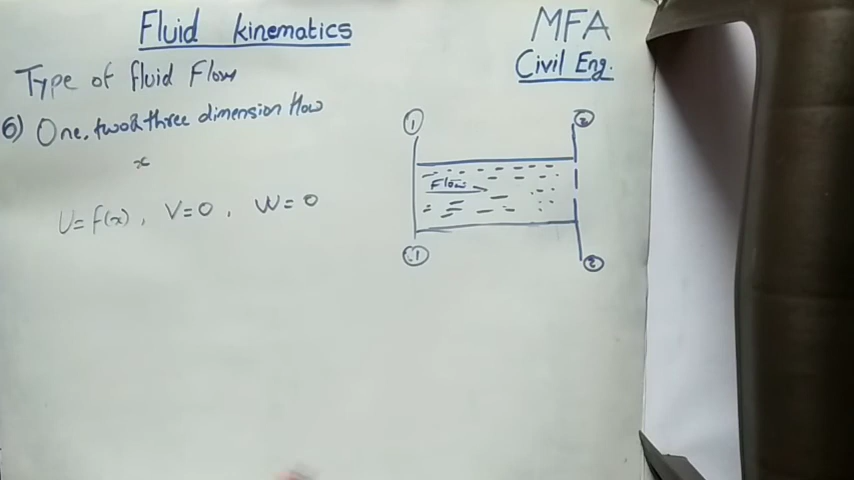 Fluid kinematics
MFA
Civil Eng.
Type of fluid Flow
6) One, two & three dimension flow
x
U=f(x), V=0, W=0
1
2
Flow
1
2